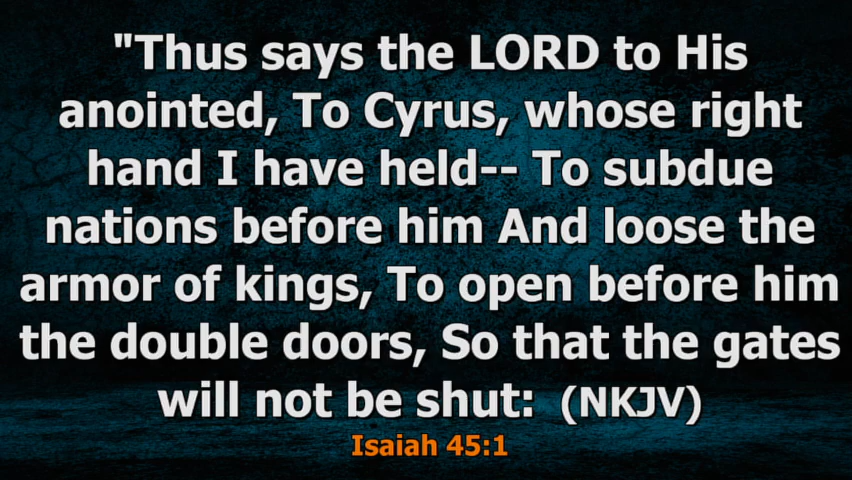 "Thus says the LORD to His
anointed, To Cyrus, whose right
hand I have held-- To subdue
nations before him And loose the
armor of kings, To open before him
the double doors, So that the gates
will not be shut: (NKJV)
Isaiah 45:1